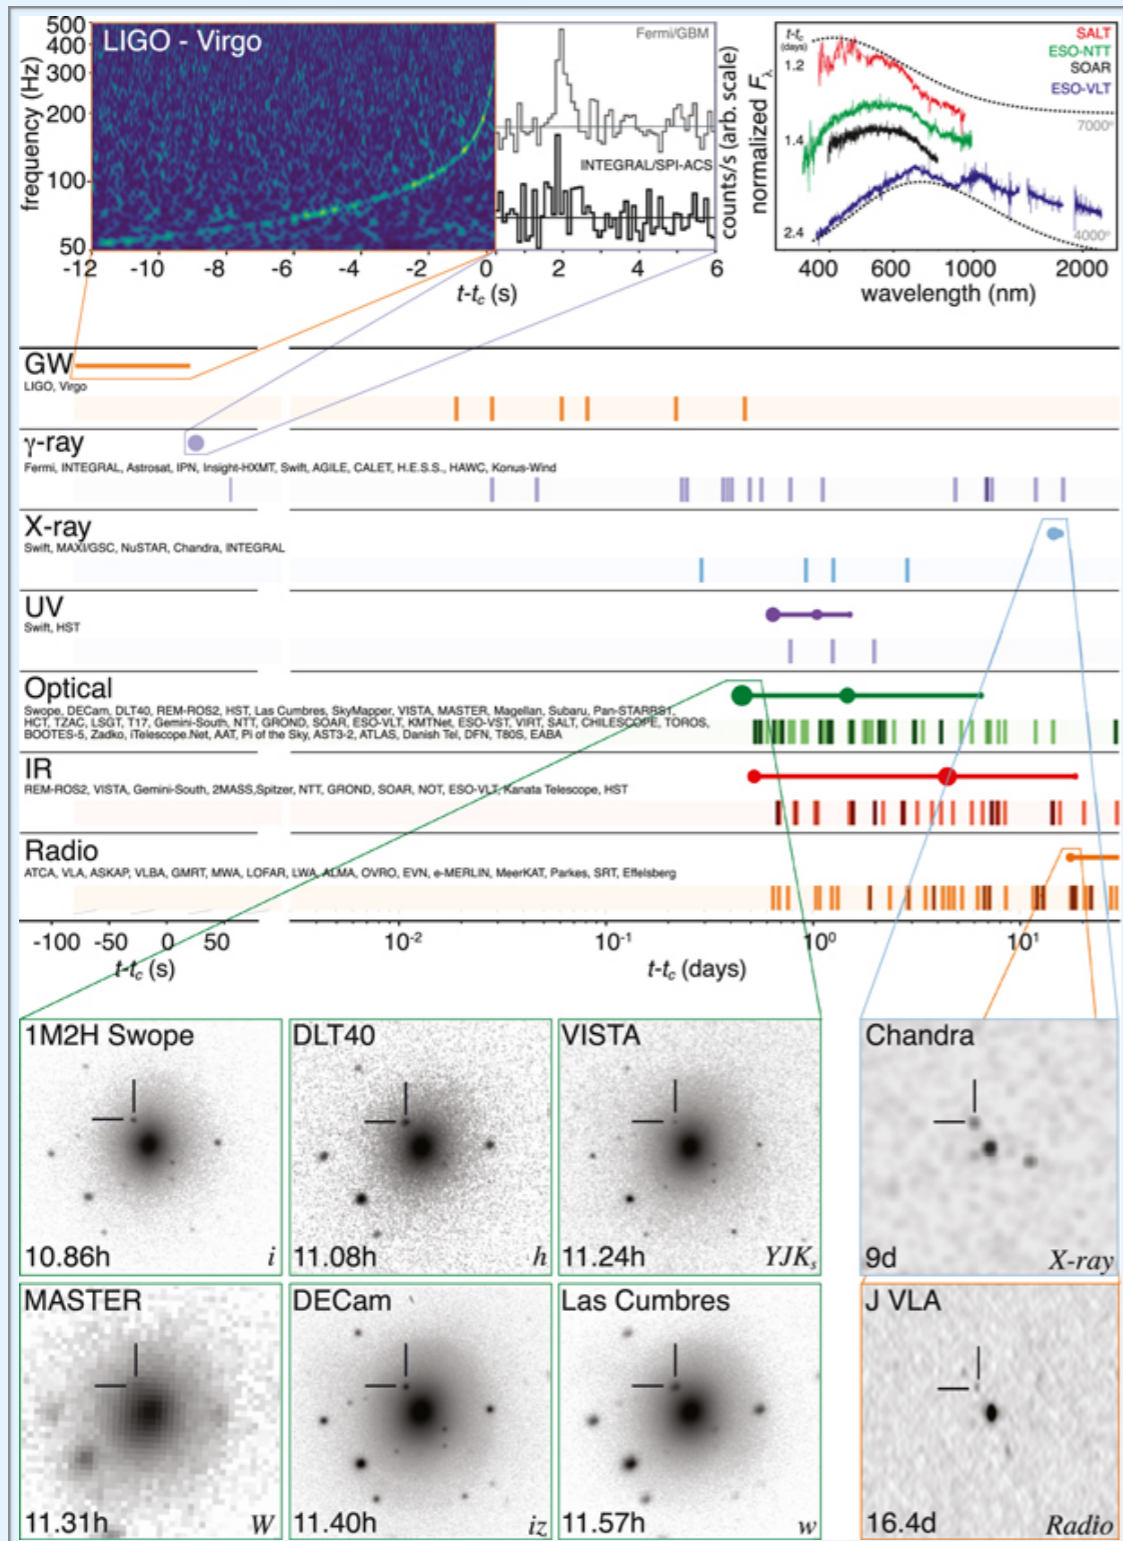 LIGO - Virgo
500
400
300
200
100
50
frequency (Hz)
-12 -10 -8 -6 -4 -2 0 2 4 6
t-tc (s)
Fermi/GBM
INTEGRAL/SPI-ACS
counts/s (arb. scale)
normalized Fλ
t-tc
(days)
1.2
1.4
2.4
SALT
ESO-NTT
SOAR
ESO-VLT
7000°
4000°
400 600 1000 2000
wavelength (nm)
GW
LIGO, Virgo
γ-ray
Fermi, INTEGRAL, Astrosat, IPN, Insight-HXMT, Swift, AGILE, CALET, H.E.S.S., HAWC, Konus-Wind
X-ray
Swift, MAXI/GSC, NuSTAR, Chandra, INTEGRAL
UV
Swift, HST
Optical
Swope, DECam, DLT40, REM-ROS2, HST, Las Cumbres, SkyMapper, VISTA, MASTER, Magellan, Subaru, Pan-STARRS1,
HCT, TZAC, LSGT, T17, Gemini-South, NTT, GROND, SOAR, ESO-VLT, KMTNet, ESO-VST, VIRT, SALT, CHILESCOPE, TOROS,
BOOTES-5, Zadko, iTelescope.Net, AAT, Pi of the Sky, AST3-2, ATLAS, Danish Tel, DFN, T80S, EABA
IR
REM-ROS2, VISTA, Gemini-South, 2MASS,Spitzer, NTT, GROND, SOAR, NOT, ESO-VLT, Kanata Telescope, HST
Radio
ATCA, VLA, ASKAP, VLBA, GMRT, MWA, LOFAR, LWA, ALMA, OVRO, EVN, e-MERLIN, MeerKAT, Parkes, SRT, Effelsberg
-100 -50 0 50 10⁻² 10⁻¹ 10⁰ 10¹
t-tc (s) t-tc (days)
1M2H Swope
10.86h i
DLT40
11.08h h
VISTA
11.24h YJKs
Chandra
9d X-ray
MASTER
11.31h W
DECam
11.40h iz
Las Cumbres
11.57h w
J VLA
16.4d Radio